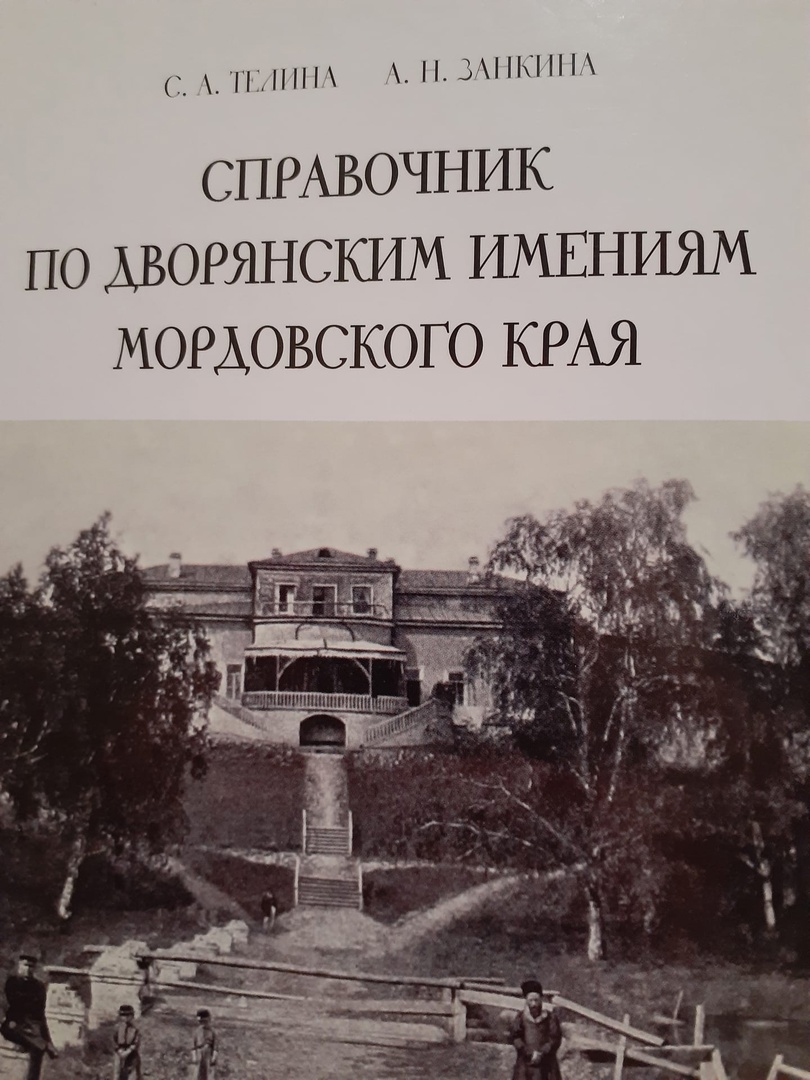 С. А. ТЕЛИНА А. Н. ЗАНКИНА
СПРАВОЧНИК
ПО ДВОРЯНСКИМ ИМЕНИЯМ
МОРДОВСКОГО КРАЯ